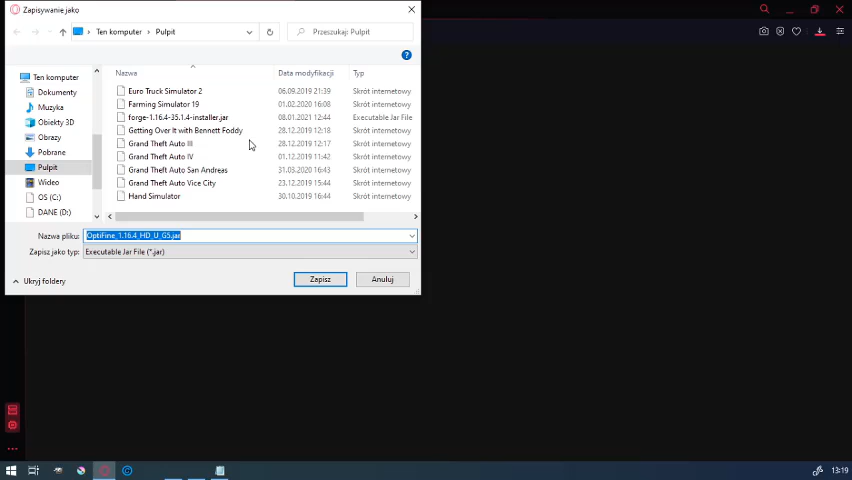 Zapisywanie jako
Ten komputer Pulpit
Przeszukaj: Pulpit
Ten komputer
Dokumenty
Muzyka
Obiekty 3D
Obrazy
Pobrane
Pulpit
Wideo
OS (C:)
DANE (D:)
Nazwa Data modyfikacji Typ
Euro Truck Simulator 2 06.09.2019 21:39 Skrót internetowy
Farming Simulator 19 01.02.2020 16:08 Skrót internetowy
forge-1.16.4-35.1.4-installer.jar 08.01.2021 12:44 Executable Jar File
Getting Over It with Bennett Foddy 28.12.2019 12:18 Skrót internetowy
Grand Theft Auto III 28.12.2019 12:17 Skrót internetowy
Grand Theft Auto IV 01.12.2019 11:42 Skrót internetowy
Grand Theft Auto San Andreas 31.03.2020 16:43 Skrót internetowy
Grand Theft Auto Vice City 23.12.2019 15:44 Skrót internetowy
Hand Simulator 30.10.2019 16:44 Skrót internetowy
Nazwa pliku: OptiFine_1.16.4_HD_U_G5.jar
Zapisz jako typ: Executable Jar File (*.jar)
Ukryj foldery
Zapisz
Anuluj
13:19